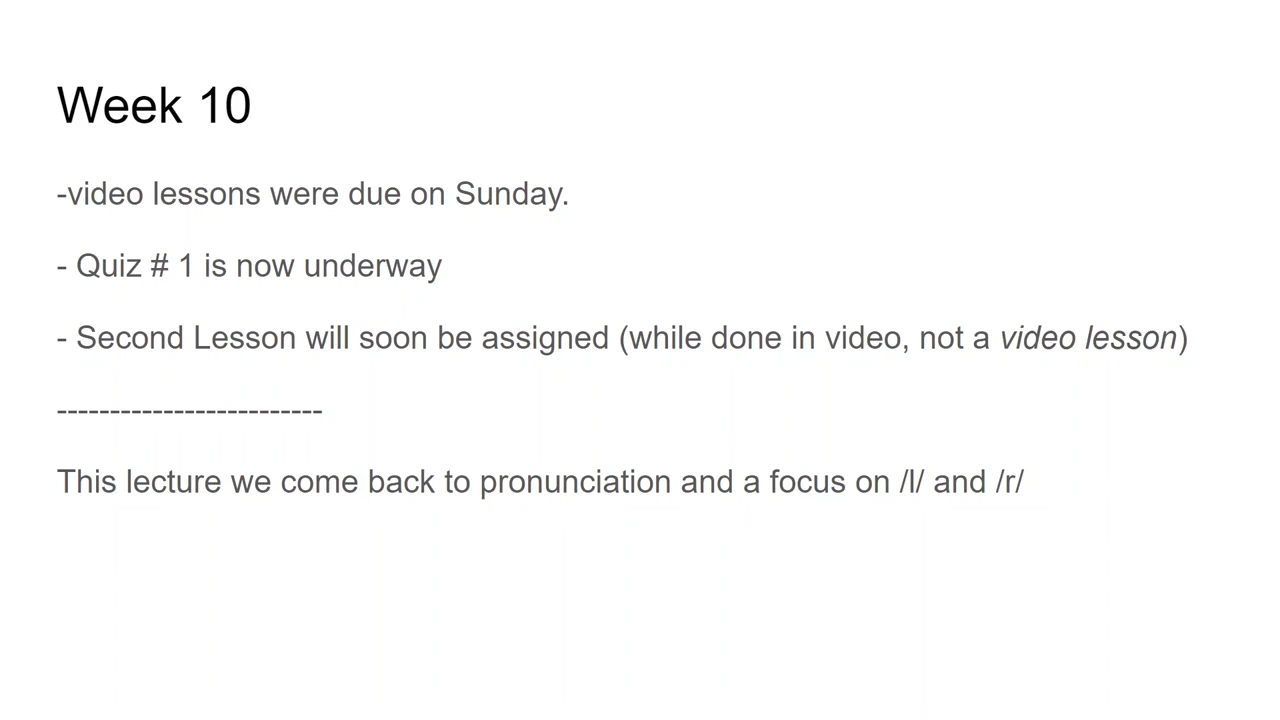 Week 10
-video lessons were due on Sunday.
- Quiz # 1 is now underway
- Second Lesson will soon be assigned (while done in video, not a video lesson)
-------------------------
This lecture we come back to pronunciation and a focus on /l/ and /r/